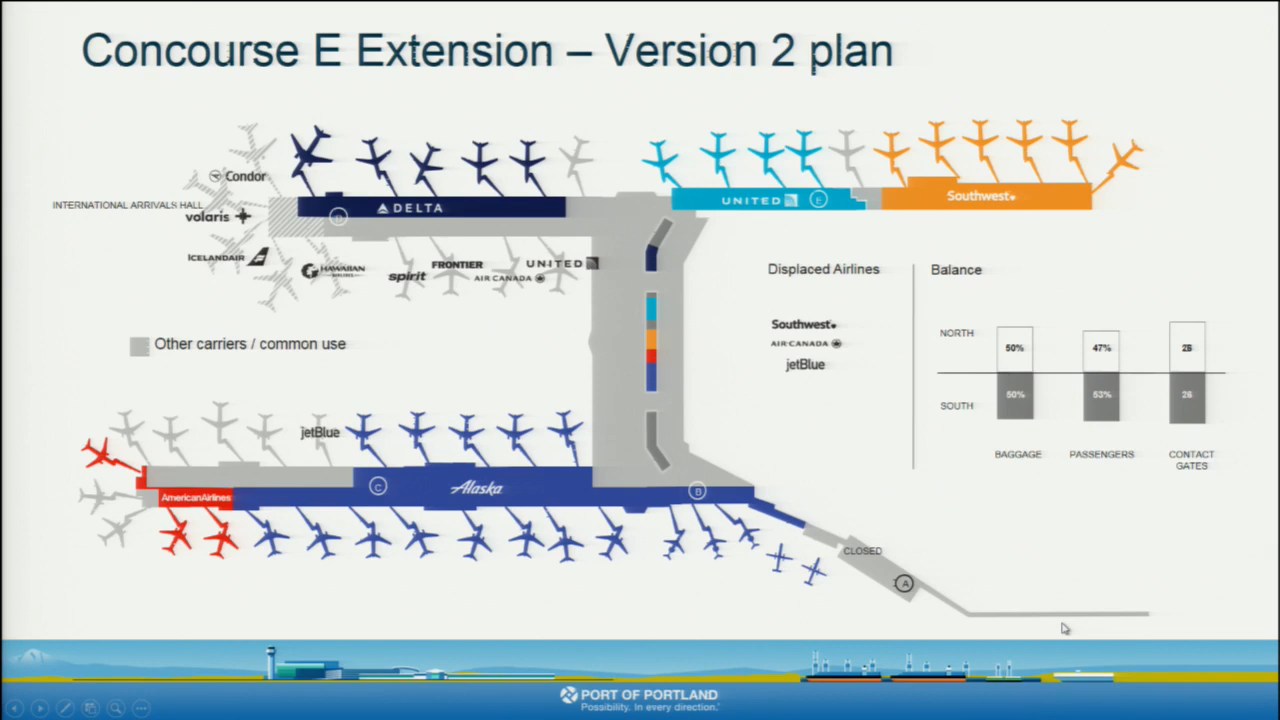 Concourse E Extension – Version 2 plan
Condor
INTERNATIONAL ARRIVALS HALL
volaris
ICELANDAIR
HAWAIIAN
AIRLINES
spirit
FRONTIER
AIR CANADA
UNITED
D
DELTA
UNITED
E
Southwest
Other carriers / common use
Displaced Airlines
Southwest
AIR CANADA
jetBlue
Balance
NORTH
50%
47%
SOUTH
50%
53%
26
BAGGAGE
PASSENGERS
CONTACT
GATES
jetBlue
AmericanAirlines
C
Alaska
B
CLOSED
A
PORT OF PORTLAND
Possibility. In every direction.